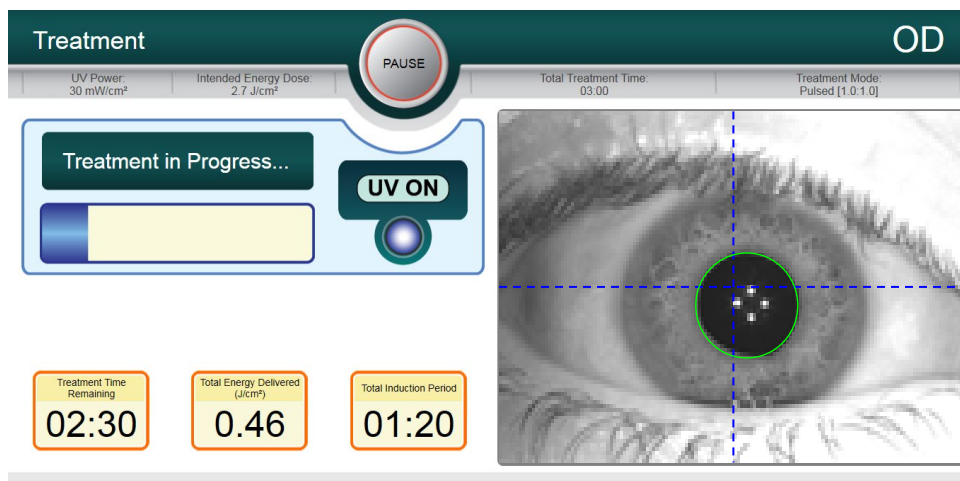 Treatment
PAUSE
OD
UV Power:
30 mW/cm²
Intended Energy Dose:
2.7 J/cm²
Total Treatment Time:
03:00
Treatment Mode:
Pulsed [1.0:1.0]
Treatment in Progress...
UV ON
Treatment Time
Remaining
02:30
Total Energy Delivered
(J/cm²)
0.46
Total Induction Period
01:20